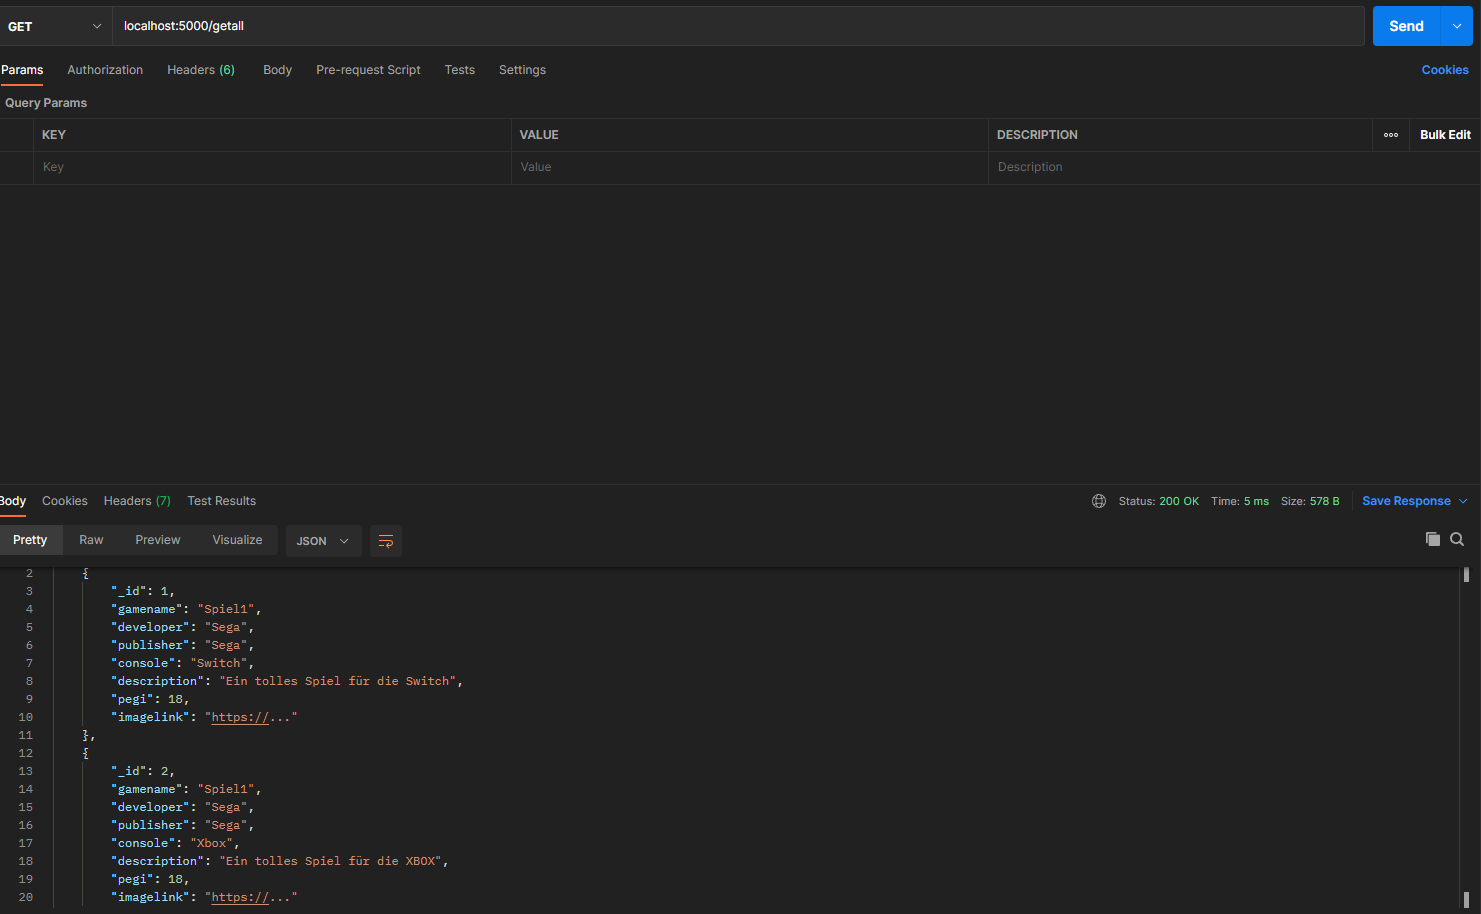 GET localhost:5000/getall Send
Params Authorization Headers (6) Body Pre-request Script Tests Settings Cookies
Query Params
KEY VALUE DESCRIPTION ooo Bulk Edit
Key Value Description
Body Cookies Headers (7) Test Results Status: 200 OK Time: 5 ms Size: 578 B Save Response
Pretty Raw Preview Visualize JSON
2 {
3 "_id": 1,
4 "gamename": "Spiel1",
5 "developer": "Sega",
6 "publisher": "Sega",
7 "console": "Switch",
8 "description": "Ein tolles Spiel für die Switch",
9 "pegi": 18,
10 "imagelink": "https://..."
11 },
12 {
13 "_id": 2,
14 "gamename": "Spiel1",
15 "developer": "Sega",
16 "publisher": "Sega",
17 "console": "Xbox",
18 "description": "Ein tolles Spiel für die XBOX",
19 "pegi": 18,
20 "imagelink": "https://..."